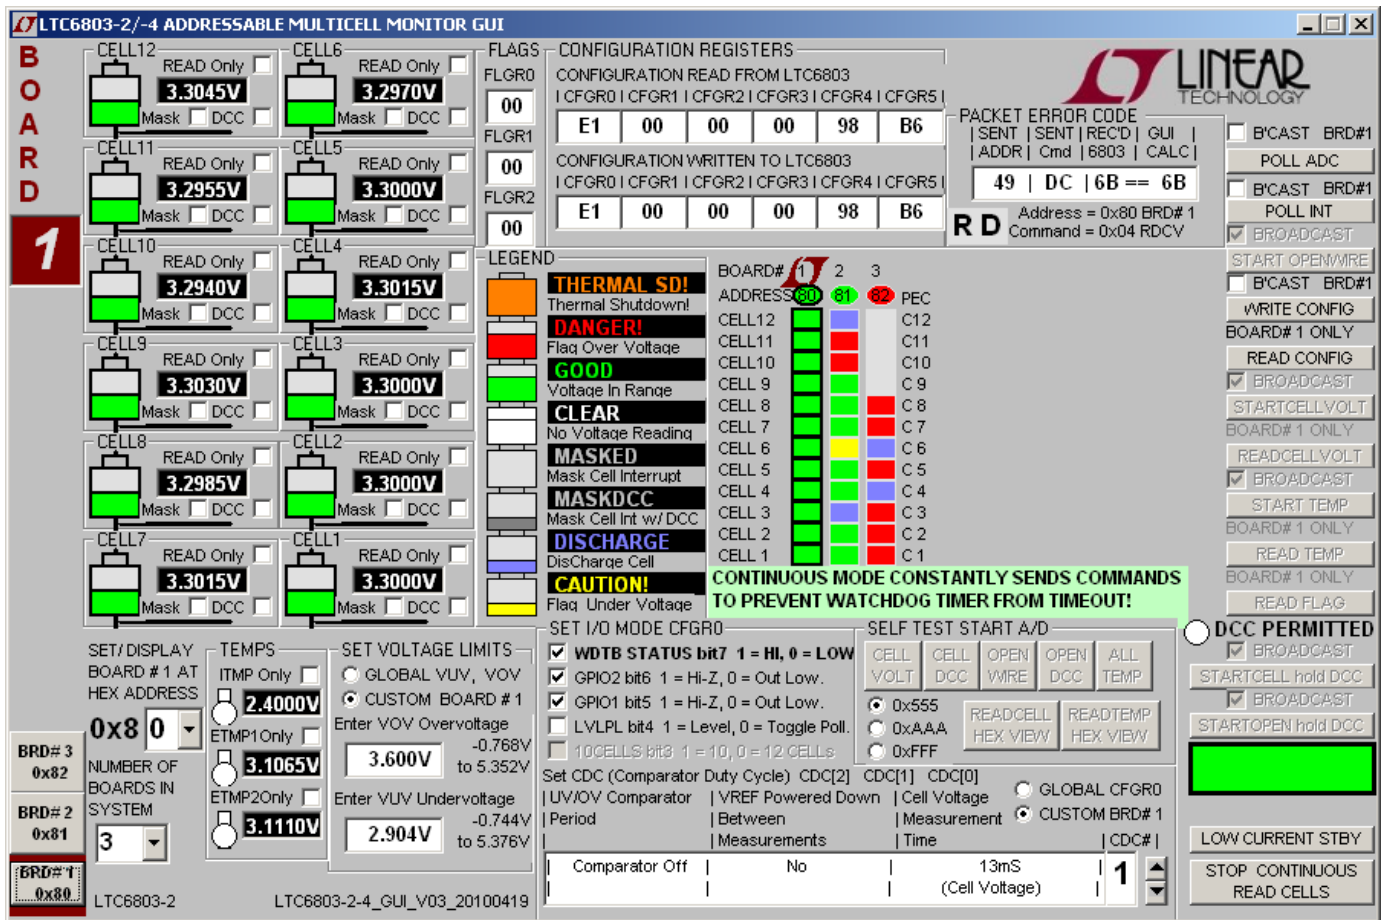 LTC6803-2/-4 ADDRESSABLE MULTICELL MONITOR GUI
BOARD
1
CELL12
READ Only
3.3045V
Mask DCC
CELL6
READ Only
3.2970V
Mask DCC
CELL11
3.2955V
Mask DCC
CELL5
READ Only
3.3000V
Mask DCC
CELL10
READ Only
3.2940V
Mask DCC
CELL4
READ Only
3.3015V
Mask DCC
CELL9
READ Only
3.3030V
Mask DCC
CELL3
READ Only
3.3000V
Mask DCC
CELL8
READ Only
3.2985V
Mask DCC
CELL2
READ Only
3.3000V
Mask DCC
CELL7
READ Only
3.3015V
Mask DCC
CELL1
READ Only
3.3000V
Mask DCC
FLAGS
FLGR0
00
FLGR1
00
FLGR2
00
CONFIGURATION REGISTERS
CONFIGURATION READ FROM LTC6803
| CFGR0 | CFGR1 | CFGR2 | CFGR3 | CFGR4 | CFGR5 |
E1 00 00 00 98 B6
CONFIGURATION WRITTEN TO LTC6803
| CFGR0 | CFGR1 | CFGR2 | CFGR3 | CFGR4 | CFGR5 |
E1 00 00 00 98 B6
LINEAR
TECHNOLOGY
PACKET ERROR CODE
| SENT | SENT | REC'D | GUI |
| ADDR | Cmd | 6803 | CALC |
49 | DC | 6B == 6B
RD
Address = 0x80 BRD# 1
Command = 0x04 RDCV
LEGEND
THERMAL SD!
Thermal Shutdown!
DANGER!
Flag Over Voltage
GOOD
Voltage In Range
CLEAR
No Voltage Reading
MASKED
Mask Cell Interrupt
MASKDCC
Mask Cell Int w/ DCC
DISCHARGE
DisCharge Cell
CAUTION!
Flag Under Voltage
BOARD# 1 2 3
ADDRESS 80 81 82 PEC
CELL12 C12
CELL11 C11
CELL10 C10
CELL 9 C 9
CELL 8 C 8
CELL 7 C 7
CELL 6 C 6
CELL 5 C 5
CELL 4 C 4
CELL 3 C 3
CELL 2 C 2
CELL 1 C 1
CONTINUOUS MODE CONSTANTLY SENDS COMMANDS
TO PREVENT WATCHDOG TIMER FROM TIMEOUT!
B'CAST BRD#1
POLL ADC
B'CAST BRD#1
POLL INT
BROADCAST
START OPENWIRE
B'CAST BRD#1
WRITE CONFIG
BOARD# 1 ONLY
READ CONFIG
BROADCAST
STARTCELLVOLT
BOARD# 1 ONLY
READCELLVOLT
BROADCAST
START TEMP
BOARD# 1 ONLY
READ TEMP
BOARD# 1 ONLY
READ FLAG
DCC PERMITTED
BROADCAST
STARTCELL hold DCC
BROADCAST
STARTOPEN hold DCC
LOW CURRENT STBY
STOP CONTINUOUS
READ CELLS
SET/ DISPLAY
BOARD # 1 AT
HEX ADDRESS
0x8 0
NUMBER OF
BOARDS IN
SYSTEM
3
BRD# 3
0x82
BRD# 2
0x81
BRD# 1
0x80
LTC6803-2
LTC6803-2-4_GUI_V03_20100419
TEMPS
ITMP Only
2.4000V
ETMP1Only
3.1065V
ETMP2Only
3.1110V
SET VOLTAGE LIMITS
GLOBAL VUV, VOV
CUSTOM BOARD # 1
Enter VOV Overvoltage
3.600V
-0.768V
to 5.352V
Enter VUV Undervoltage
2.904V
-0.744V
to 5.376V
SET I/O MODE CFGR0
WDTB STATUS bit7 1 = HI, 0 = LOW
GPIO2 bit6 1 = Hi-Z, 0 = Out Low.
GPIO1 bit5 1 = Hi-Z, 0 = Out Low.
LVLPL bit4 1 = Level, 0 = Toggle Poll.
10CELLS bit3 1 = 10, 0 = 12 CELLs
SELF TEST START A/D
CELL VOLT
CELL DCC
OPEN WIRE
OPEN DCC
ALL TEMP
0x555
0xAAA
0xFFF
READCELL
HEX VIEW
READTEMP
HEX VIEW
Set CDC (Comparator Duty Cycle) CDC[2] CDC[1] CDC[0]
| UV/OV Comparator | VREF Powered Down | Cell Voltage
| Period | Between | Measurement
| Measurements | Time | CDC# |
GLOBAL CFGR0
CUSTOM BRD# 1
| Comparator Off | No | 13mS | 1
| | | (Cell Voltage) |